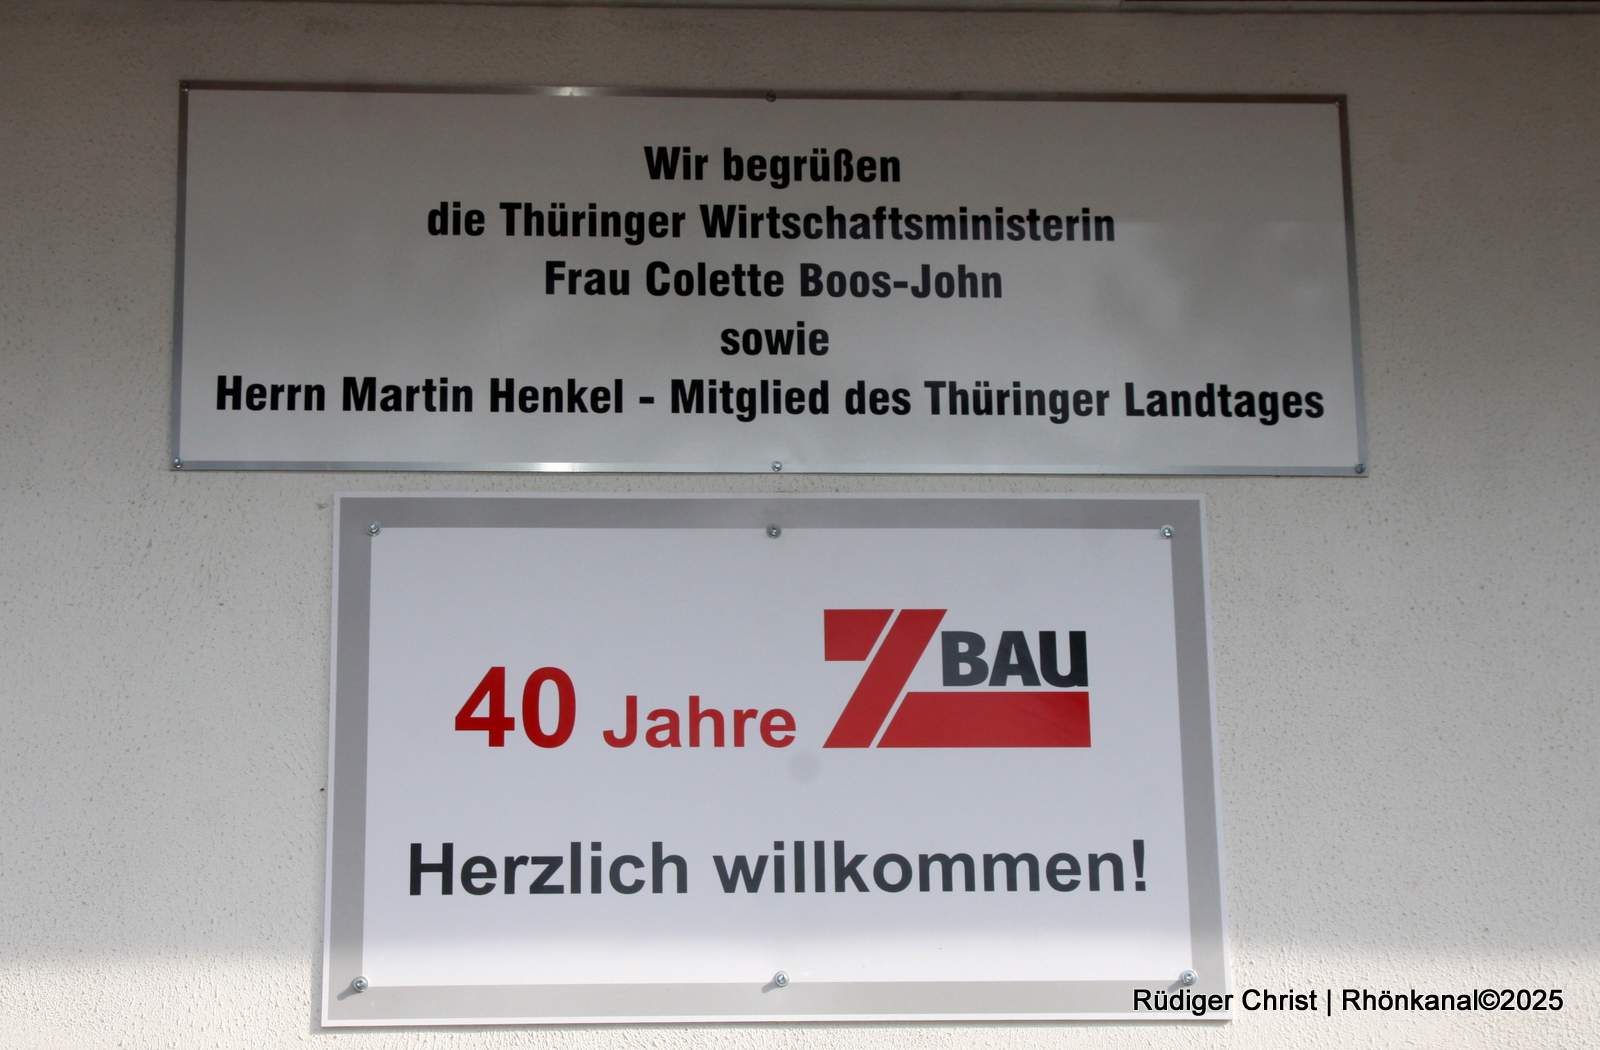 Wir begrüßen
die Thüringer Wirtschaftsministerin
Frau Colette Boos-John
sowie
Herrn Martin Henkel - Mitglied des Thüringer Landtages
40 Jahre Z BAU
Herzlich willkommen!
Rüdiger Christ | Rhönkanal©2025